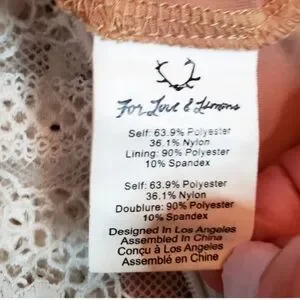 For Love & Lemons
Self: 63.9% Polyester
36.1% Nylon
Lining: 90% Polyester
10% Spandex
Self: 63.9% Polyester
36.1% Nylon
Doublure: 90% Polyester
10% Spandex
Designed In Los Angeles
Assembled In China
Conçu à Los Angeles
Assemblé en Chine